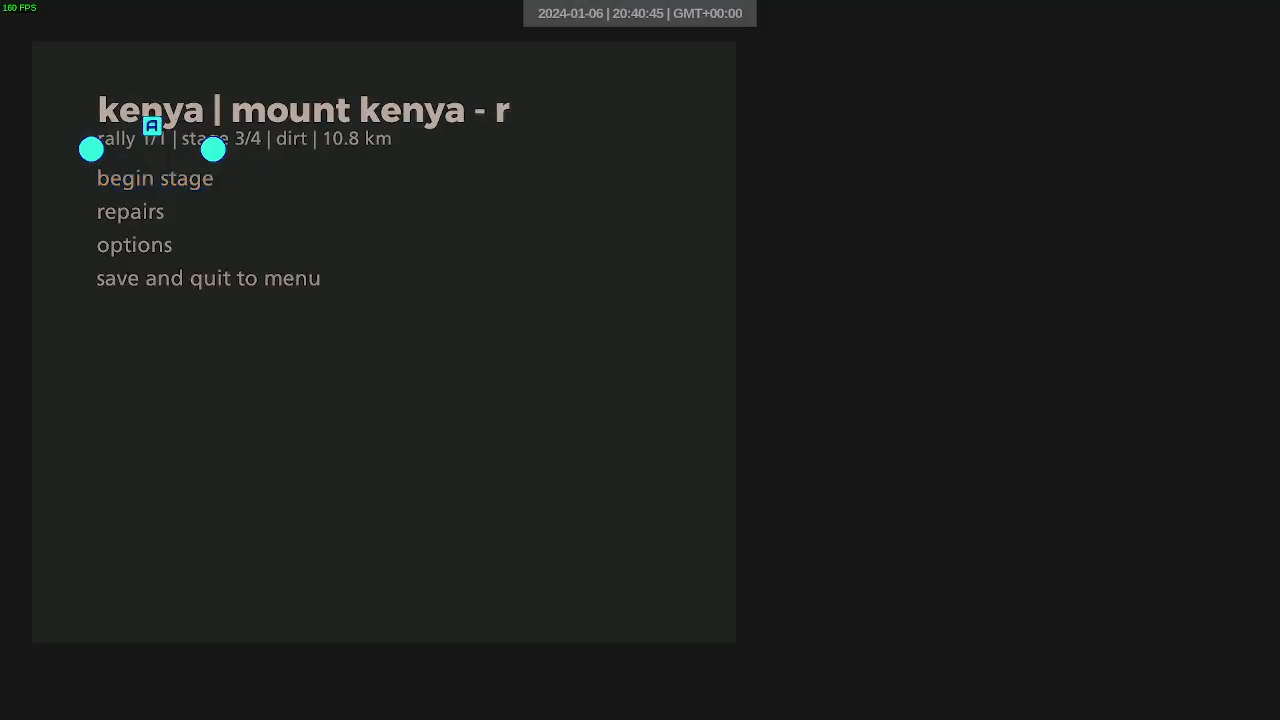 160 FPS
2024-01-06 | 20:40:45 | GMT+00:00
kenya | mount kenya - r
A
rally 1/1 | stage 3/4 | dirt | 10.8 km
begin stage
repairs
options
save and quit to menu